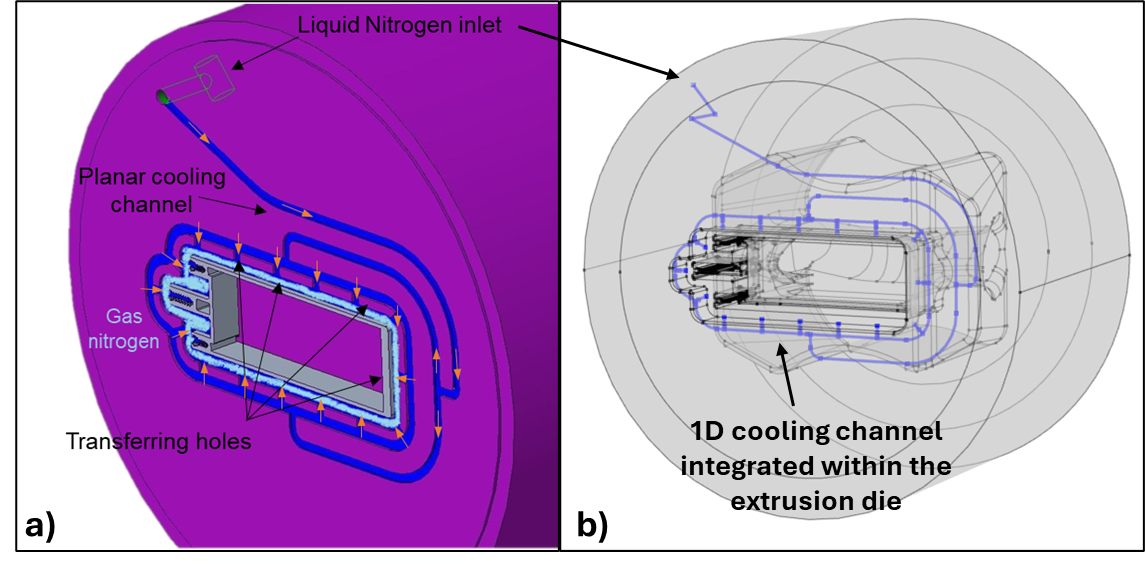 Liquid Nitrogen inlet
Planar cooling
channel
Gas
nitrogen
Transferring holes
a)
1D cooling channel
integrated within the
extrusion die
b)